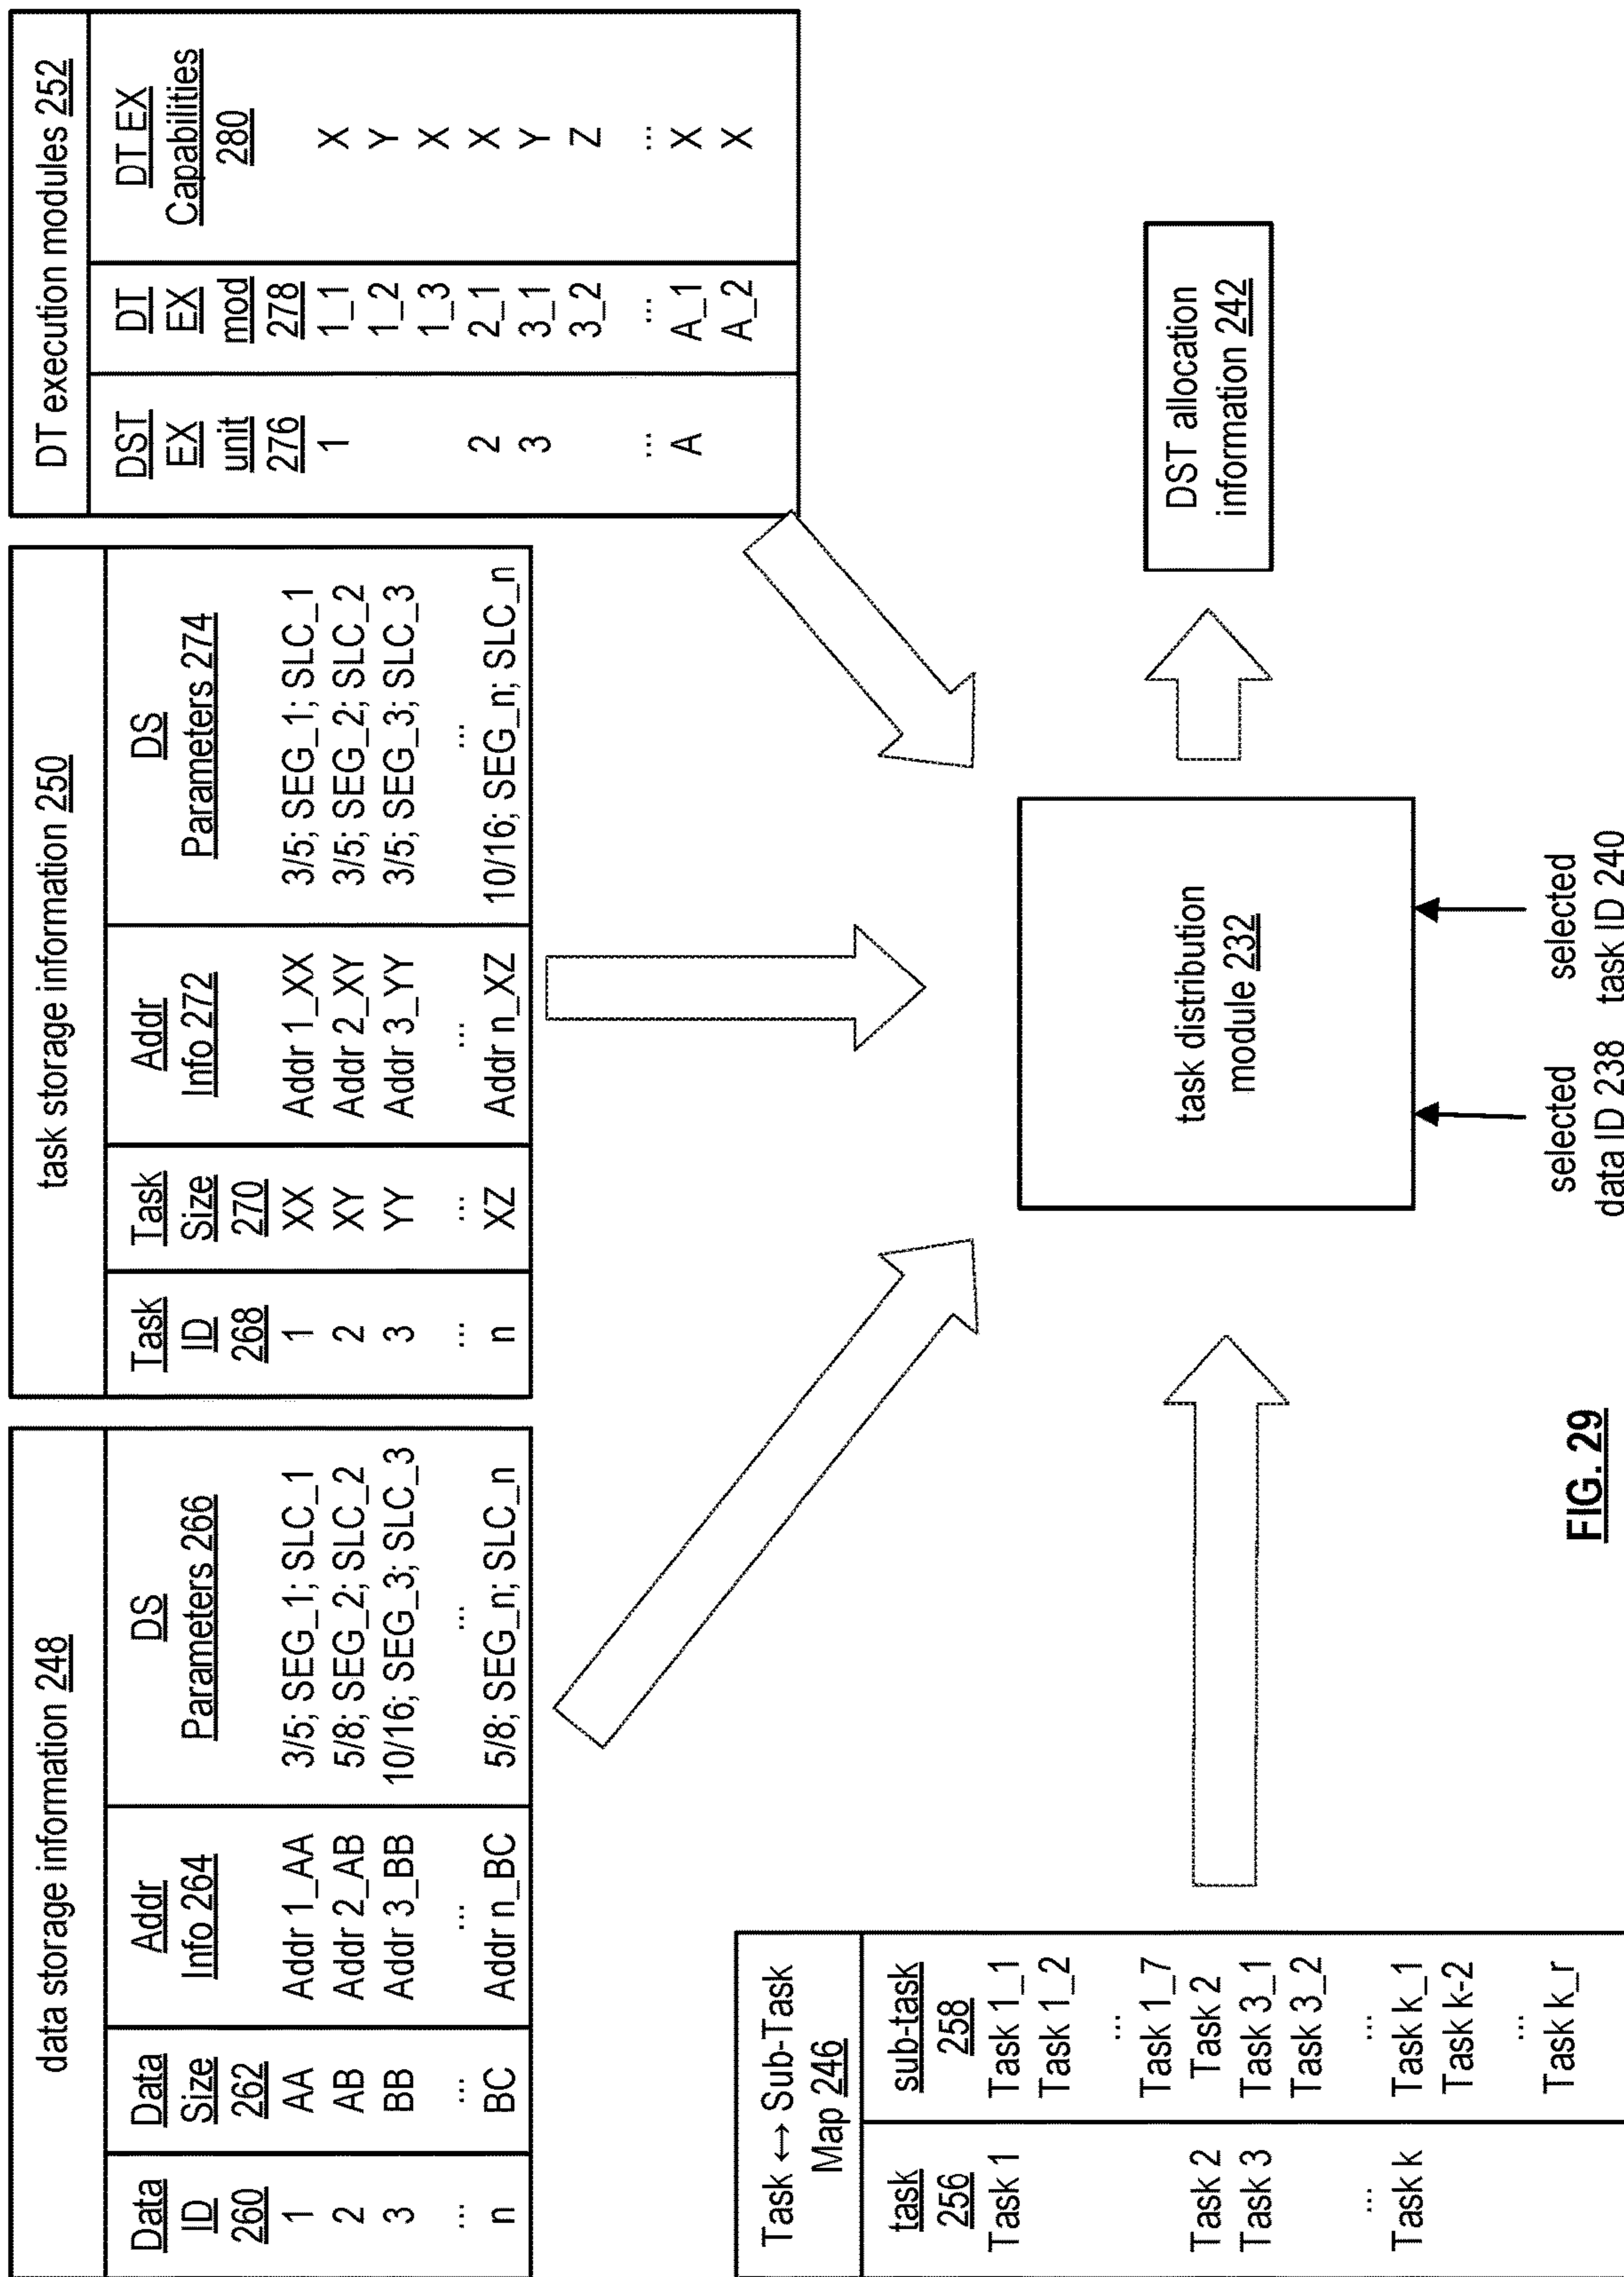 data storage information 248
Data ID 260 Data Size 262 Addr Info 264 DS Parameters 266
1 AA Addr 1_AA 3/5; SEG_1; SLC_1
2 AB Addr 2_AB 5/8; SEG_2; SLC_2
3 BB Addr 3_BB 10/16; SEG_3; SLC_3
... ... ... ...
n BC Addr n_BC 5/8; SEG_n; SLC_n
task storage information 250
Task ID 268 Task Size 270 Addr Info 272 DS Parameters 274
1 XX Addr 1_XX 3/5; SEG_1; SLC_1
2 XY Addr 2_XY 3/5; SEG_2; SLC_2
3 YY Addr 3_YY 3/5; SEG_3; SLC_3
... ... ... ...
n XZ Addr n_XZ 10/16; SEG_n; SLC_n
DT execution modules 252
DST EX unit 276 DT EX mod 278 DT EX Capabilities 280
1 1_1 X
1_2 Y
1_3 X
2 2_1 X
3 3_1 Y
3_2 Z
... ... ...
A A_1 X
A_2 X
Task ↔ Sub-Task
Map 246
task 256 sub-task 258
Task 1 Task 1_1
Task 1_2
...
Task 1_7
Task 2 Task 2
Task 3 Task 3_1
Task 3_2
... ...
Task k Task k_1
Task k-2
...
Task k_r
task distribution
module 232
DST allocation
information 242
selected
data ID 238
selected
task ID 240
FIG. 29